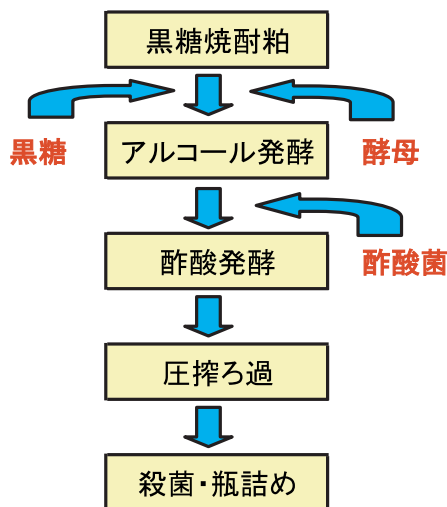 黒糖焼酎粕
黒糖
アルコール発酵
酵母
酢酸発酵
酢酸菌
圧搾ろ過
殺菌・瓶詰め